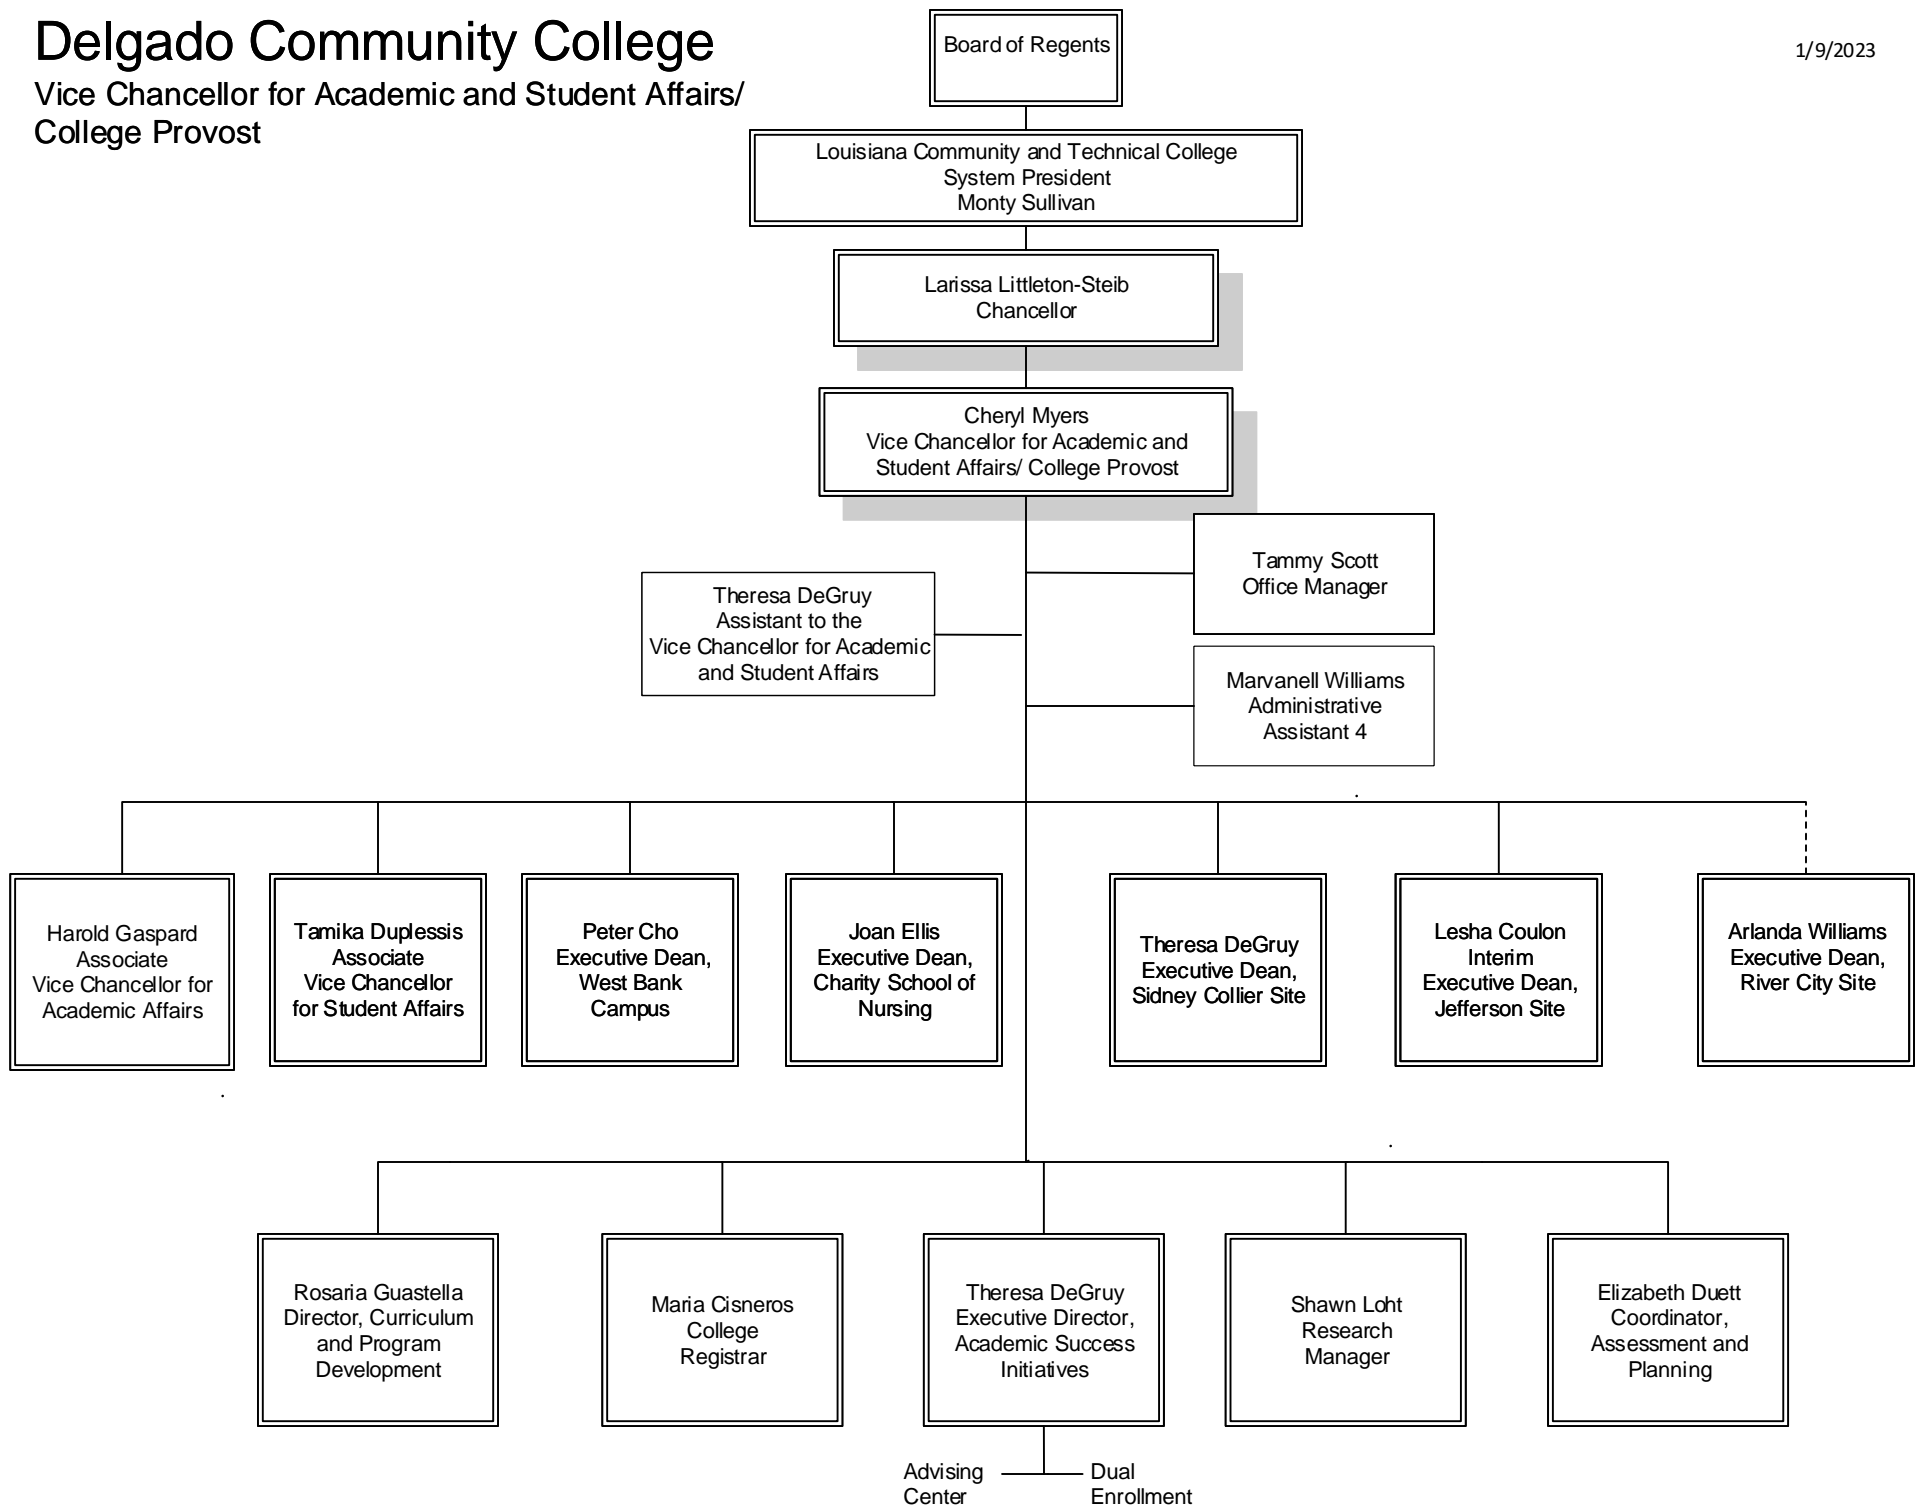 Delgado Community College
Vice Chancellor for Academic and Student Affairs/
College Provost
1/9/2023
Board of Regents
Louisiana Community and Technical College
System President
Monty Sullivan
Larissa Littleton-Steib
Chancellor
Cheryl Myers
Vice Chancellor for Academic and
Student Affairs/ College Provost
Tammy Scott
Office Manager
Theresa DeGruy
Assistant to the
Vice Chancellor for Academic
and Student Affairs
Marvanell Williams
Administrative
Assistant 4
Harold Gaspard
Associate
Vice Chancellor for
Academic Affairs
Tamika Duplessis
Associate
Vice Chancellor
for Student Affairs
Peter Cho
Executive Dean,
West Bank
Campus
Joan Ellis
Executive Dean,
Charity School of
Nursing
Theresa DeGruy
Executive Dean,
Sidney Collier Site
Lesha Coulon
Interim
Executive Dean,
Jefferson Site
Arlanda Williams
Executive Dean,
River City Site
Rosaria Guastella
Director, Curriculum
and Program
Development
Maria Cisneros
College
Registrar
Theresa DeGruy
Executive Director,
Academic Success
Initiatives
Shawn Loht
Research
Manager
Elizabeth Duett
Coordinator,
Assessment and
Planning
Advising
Center
Dual
Enrollment